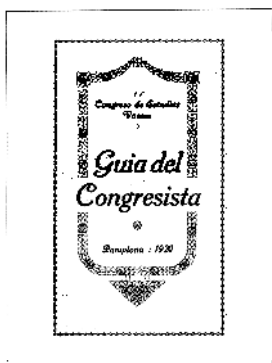 Congreso de Estudios
Vascos
Guia del
Congresista
Pamplona : 1920